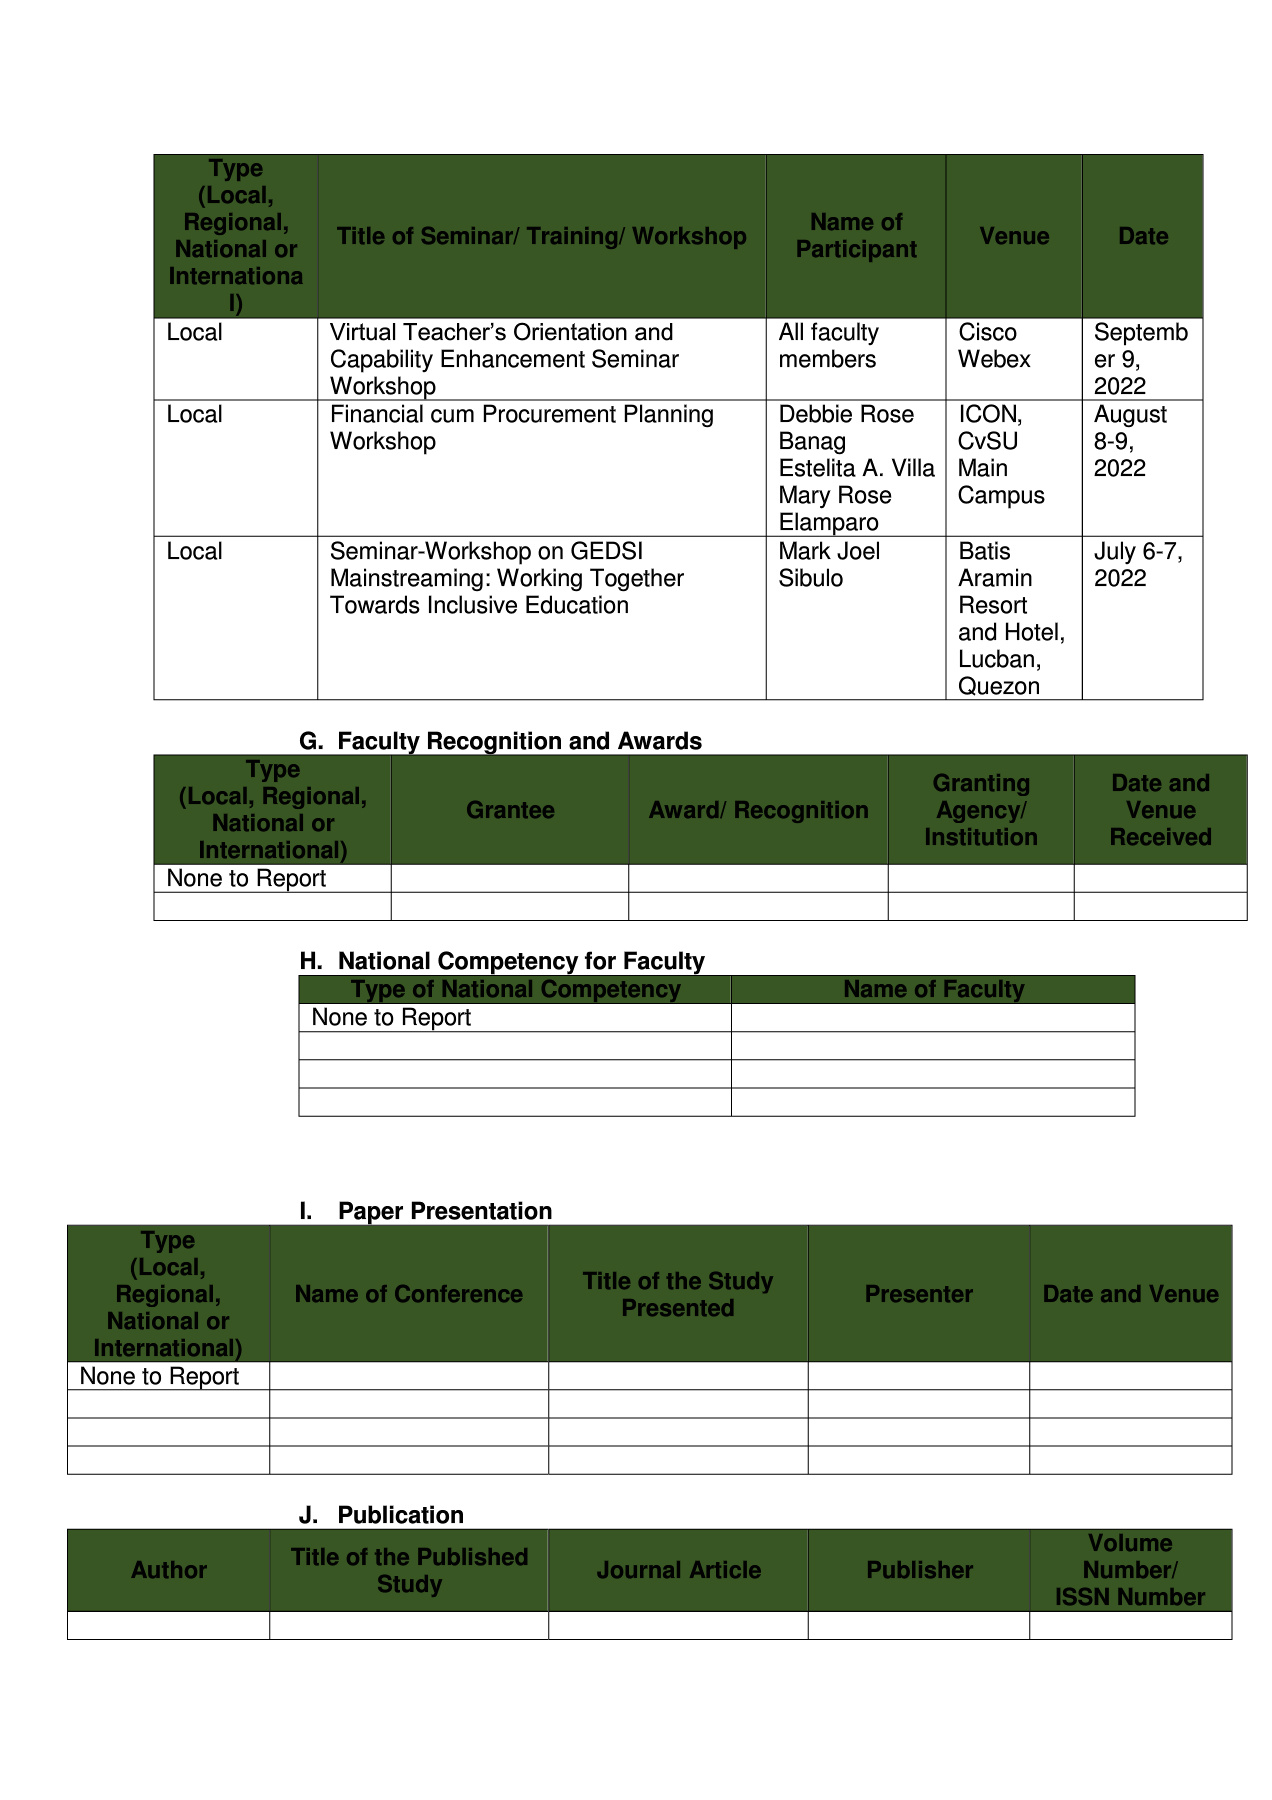 Type
(Local,
Regional,
National or
Internationa
l)
Title of Seminar/ Training/ Workshop
Name of
Participant
Venue
Date
Local
Virtual Teacher’s Orientation and
Capability Enhancement Seminar
Workshop
All faculty
members
Cisco
Webex
Septemb
er 9,
2022
Local
Financial cum Procurement Planning
Workshop
Debbie Rose
Banag
Estelita A. Villa
Mary Rose
Elamparo
ICON,
CvSU
Main
Campus
August
8-9,
2022
Local
Seminar-Workshop on GEDSI
Mainstreaming: Working Together
Towards Inclusive Education
Mark Joel
Sibulo
Batis
Aramin
Resort
and Hotel,
Lucban,
Quezon
July 6-7,
2022
G. Faculty Recognition and Awards
Type
(Local, Regional,
National or
International)
Grantee
Award/ Recognition
Granting
Agency/
Institution
Date and
Venue
Received
None to Report
H. National Competency for Faculty
Type of National Competency
Name of Faculty
None to Report
I. Paper Presentation
Type
(Local,
Regional,
National or
International)
Name of Conference
Title of the Study
Presented
Presenter
Date and Venue
None to Report
J. Publication
Author
Title of the Published
Study
Journal Article
Publisher
Volume
Number/
ISSN Number